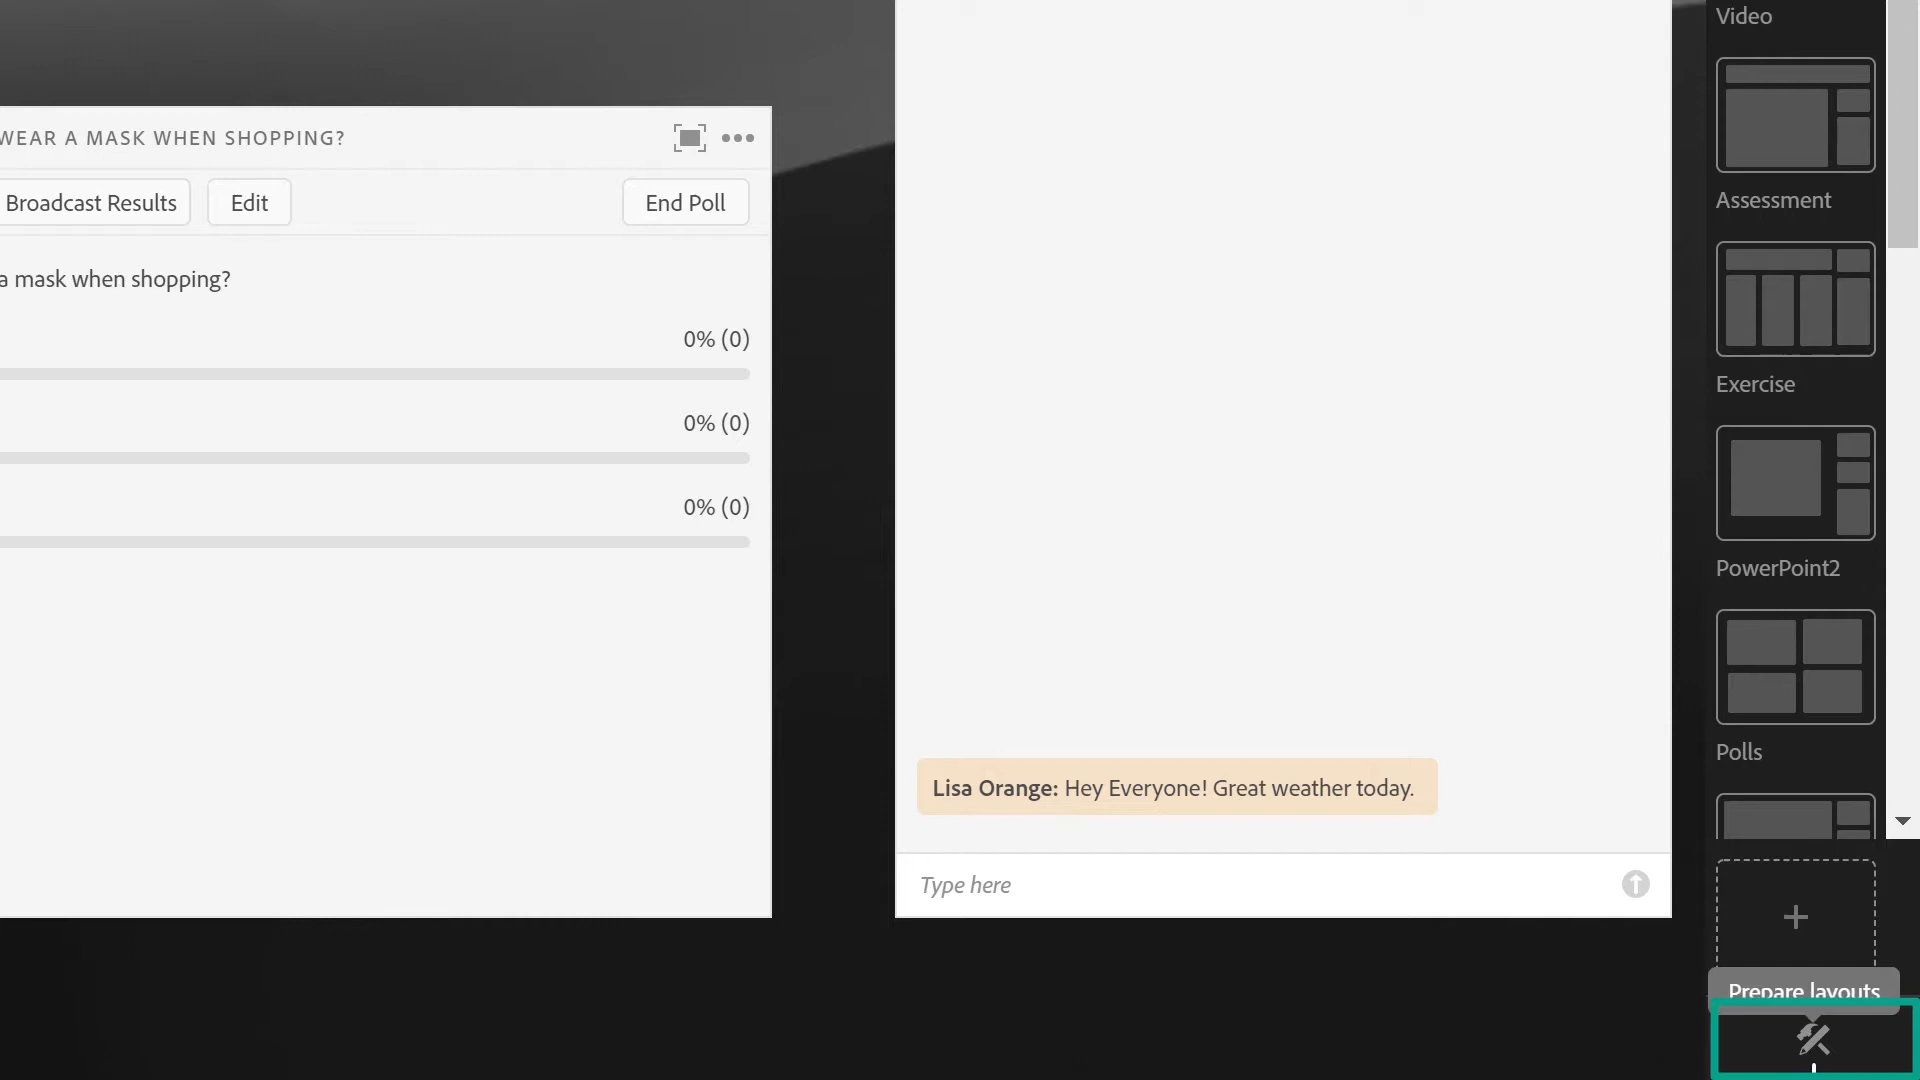 WEAR A MASK WHEN SHOPPING?
Broadcast Results
Edit
End Poll
a mask when shopping?
0% (0)
0% (0)
0% (0)
Lisa Orange: Hey Everyone! Great weather today.
Type here
Video
Assessment
Exercise
PowerPoint2
Polls
Prepare layouts